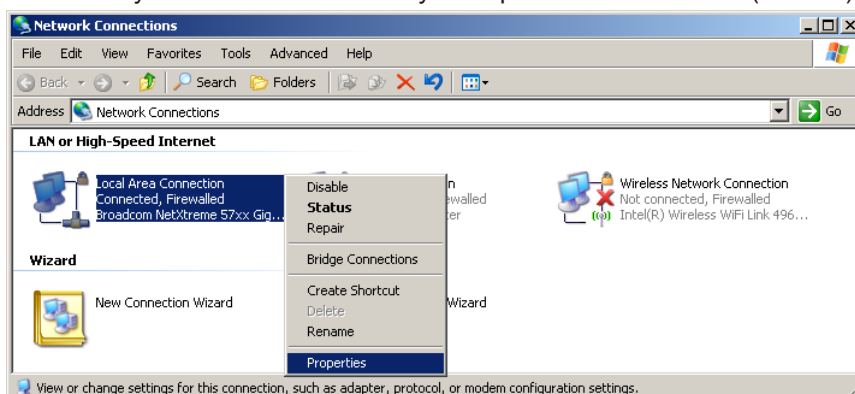 Network Connections
File Edit View Favorites Tools Advanced Help
Back Search Folders
Address Network Connections Go
LAN or High-Speed Internet
Local Area Connection
Connected, Firewalled
Broadcom NetXtreme 57xx Gig...
Disable
Status
Repair
Bridge Connections
Create Shortcut
Delete
Rename
Properties
Wireless Network Connection
Not connected, Firewalled
Intel(R) Wireless WiFi Link 496...
Wizard
New Connection Wizard
Wizard
View or change settings for this connection, such as adapter, protocol, or modem configuration settings.